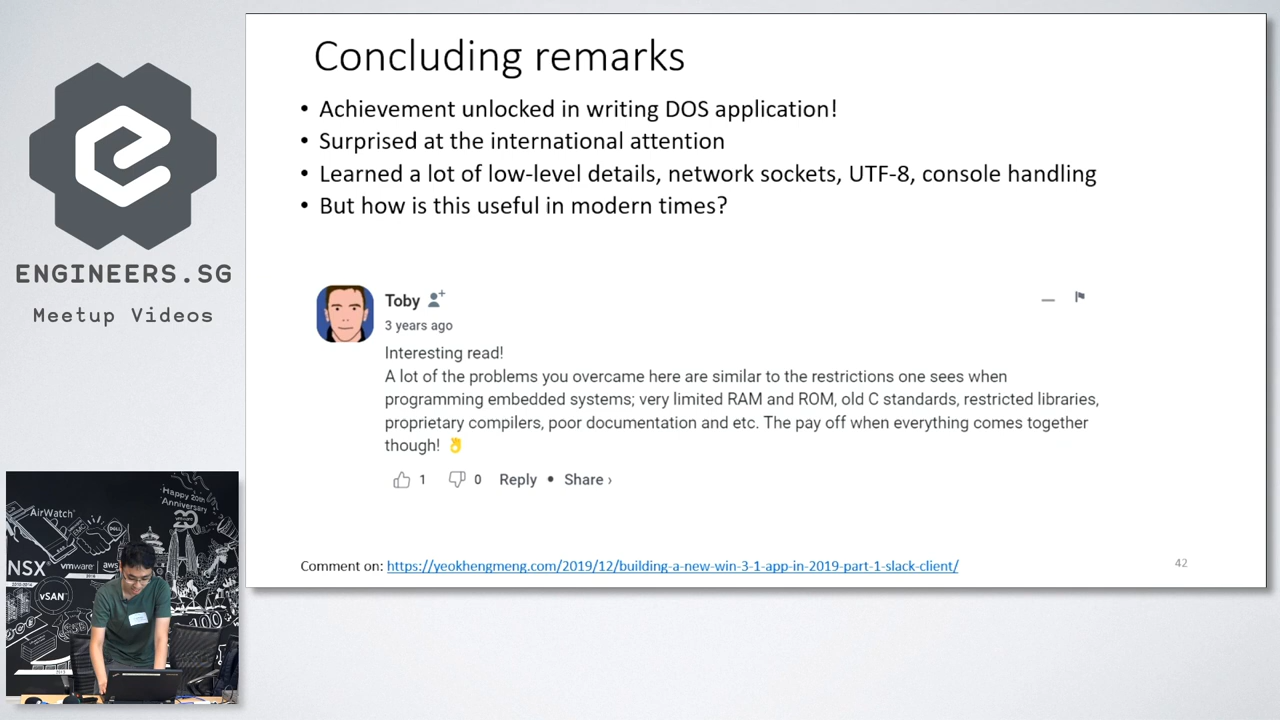 Concluding remarks
• Achievement unlocked in writing DOS application!
• Surprised at the international attention
• Learned a lot of low-level details, network sockets, UTF-8, console handling
• But how is this useful in modern times?
ENGINEERS.SG
Meetup Videos
Toby
3 years ago
Interesting read!
A lot of the problems you overcame here are similar to the restrictions one sees when
programming embedded systems; very limited RAM and ROM, old C standards, restricted libraries,
proprietary compilers, poor documentation and etc. The pay off when everything comes together
though! 👌
1 0 Reply • Share ›
Comment on: https://yeokhengmeng.com/2019/12/building-a-new-win-3-1-app-in-2019-part-1-slack-client/
42
Happy 20th
Anniversary
vmware
20
AirWatch
DELL
NSX
vmware
aws
vSAN